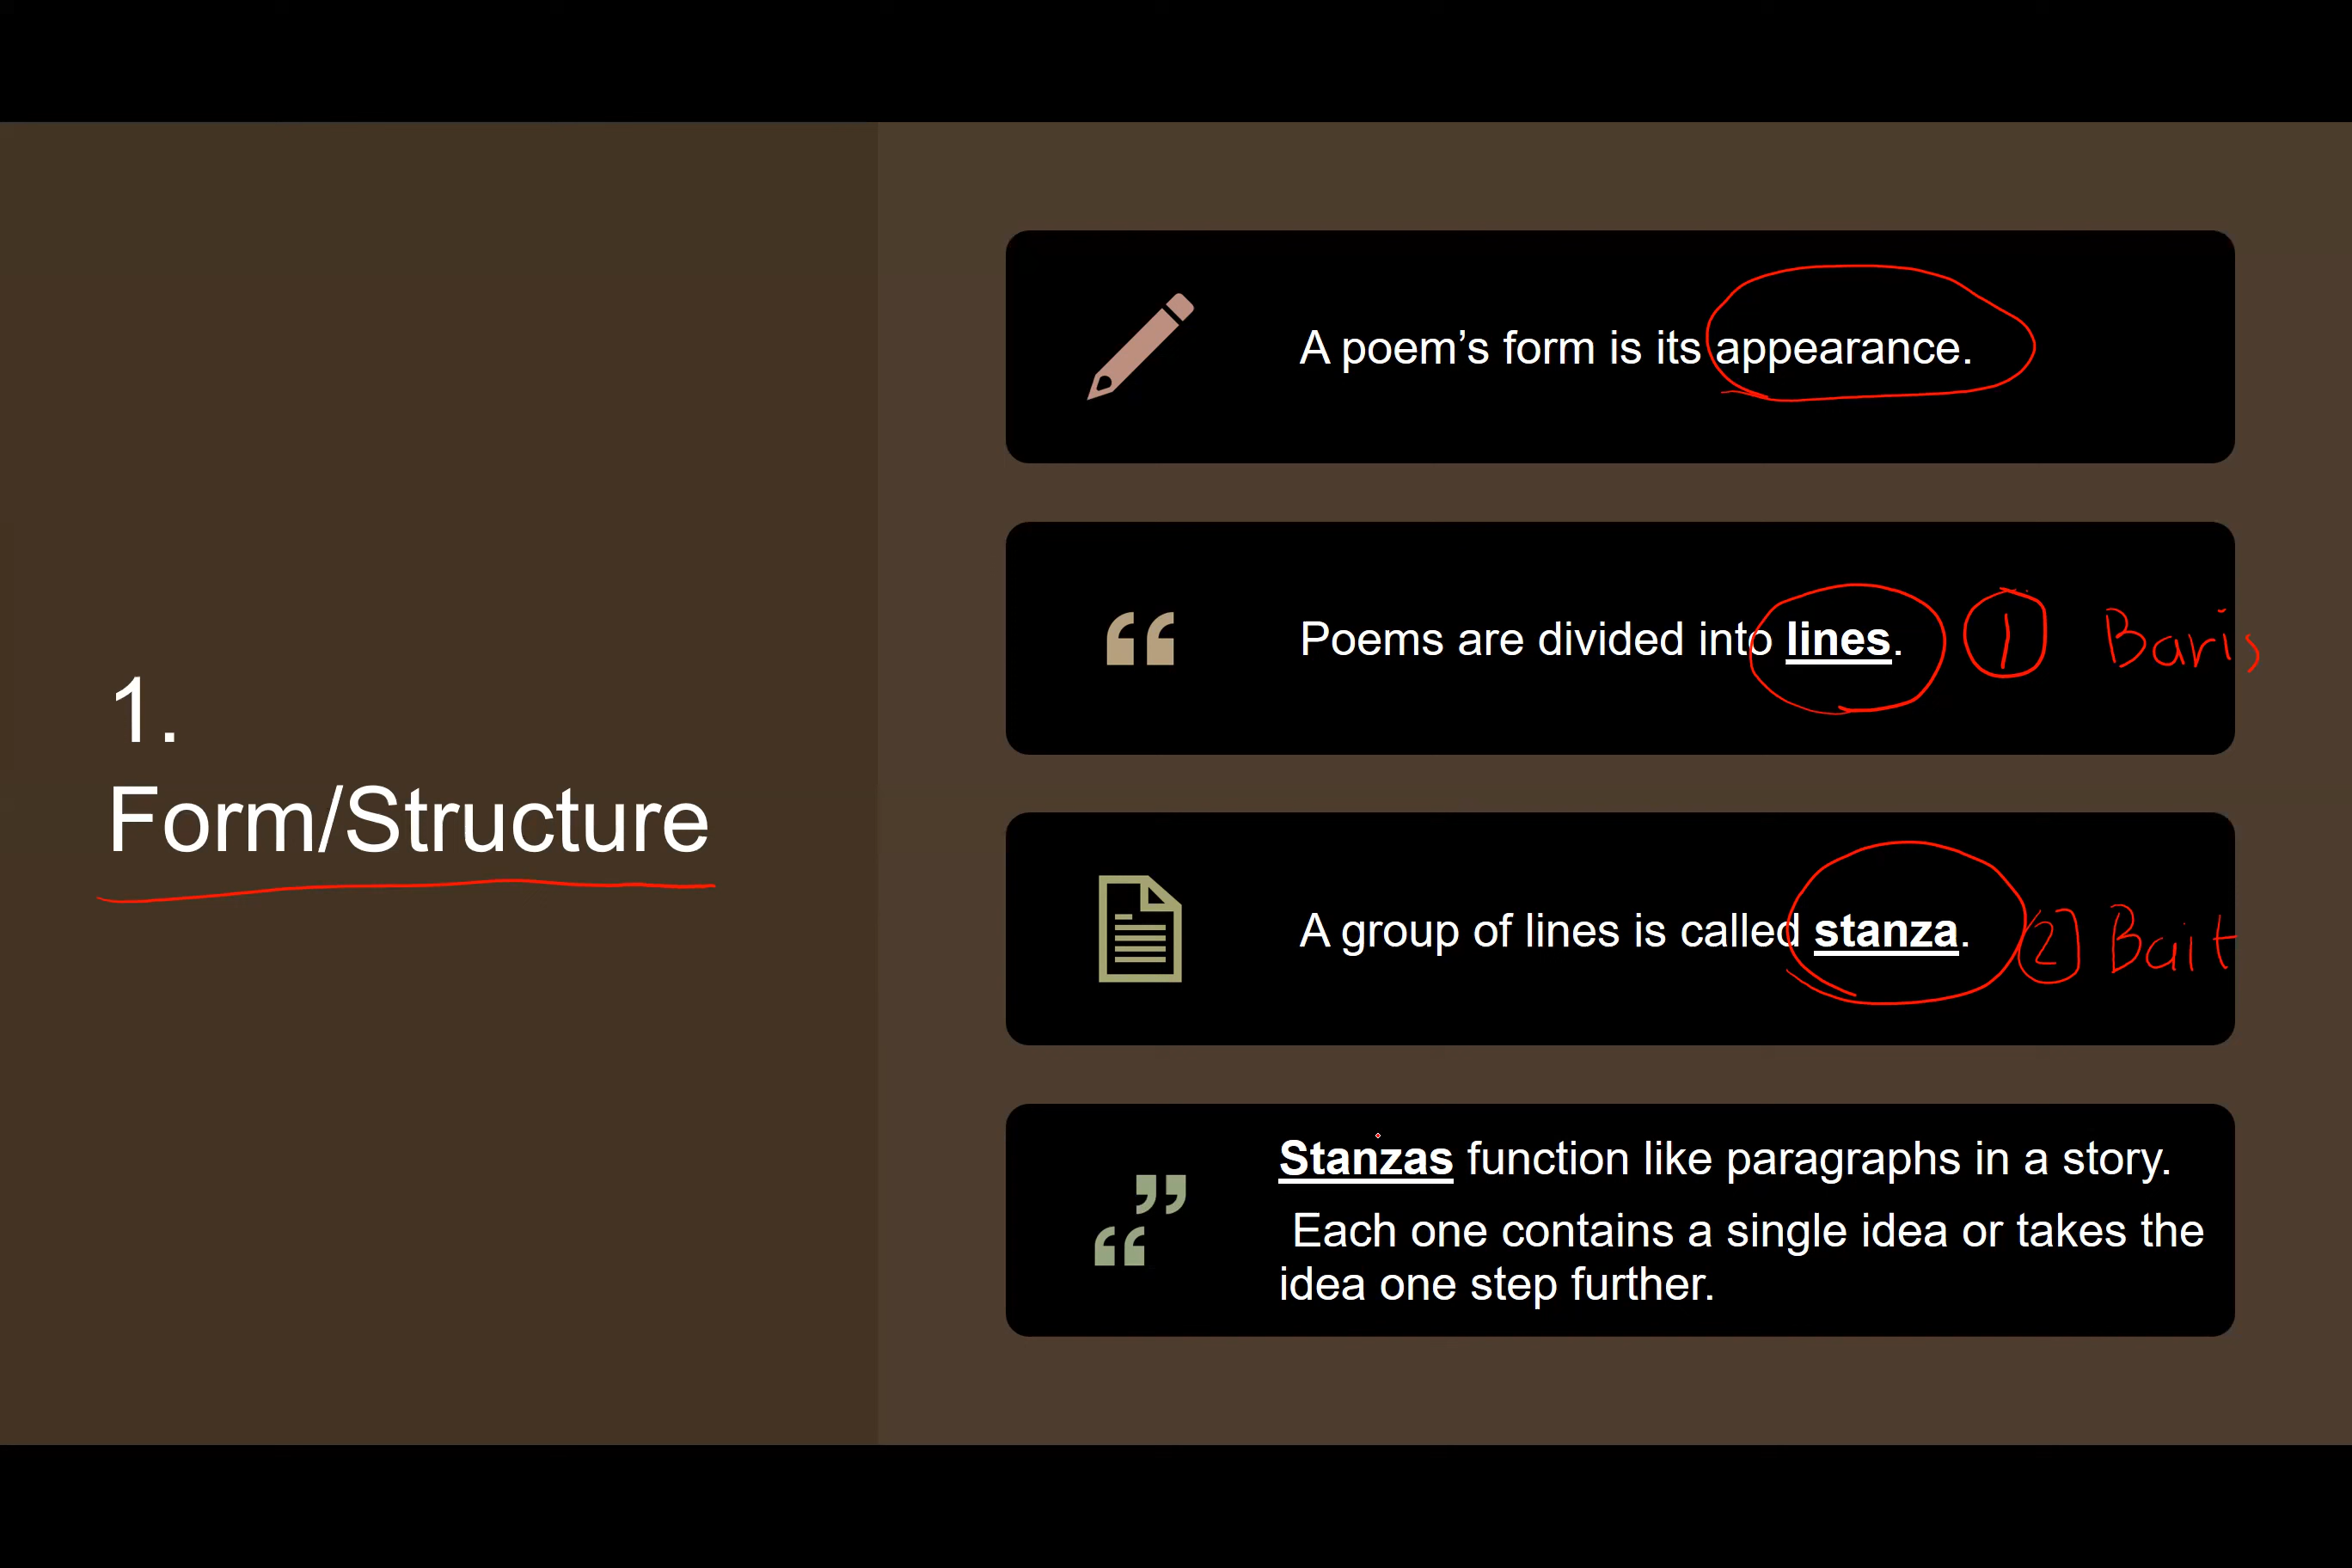 1.
Form/Structure
A poem’s form is its appearance.
Poems are divided into lines. 1 Baris
A group of lines is called stanza. 2 Bait
Stanzas function like paragraphs in a story.
Each one contains a single idea or takes the
idea one step further.